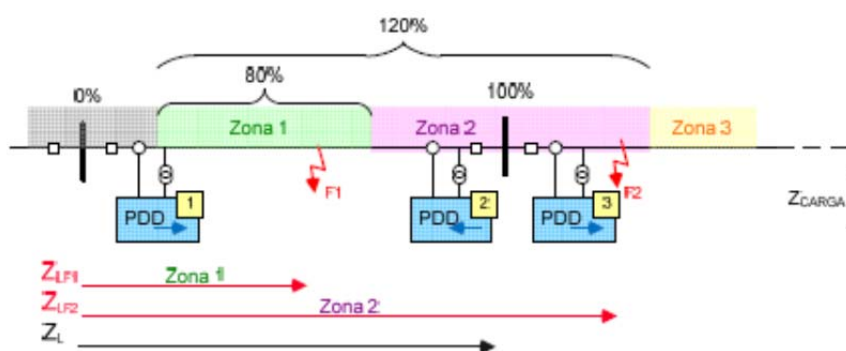 120%
80%
0%
100%
Zona 1
Zona 2
Zona 3
F1
F2
PDD
1
PDD
2
PDD
3
ZCARGA
ZLF1
Zona 1
ZLF2
Zona 2
ZL